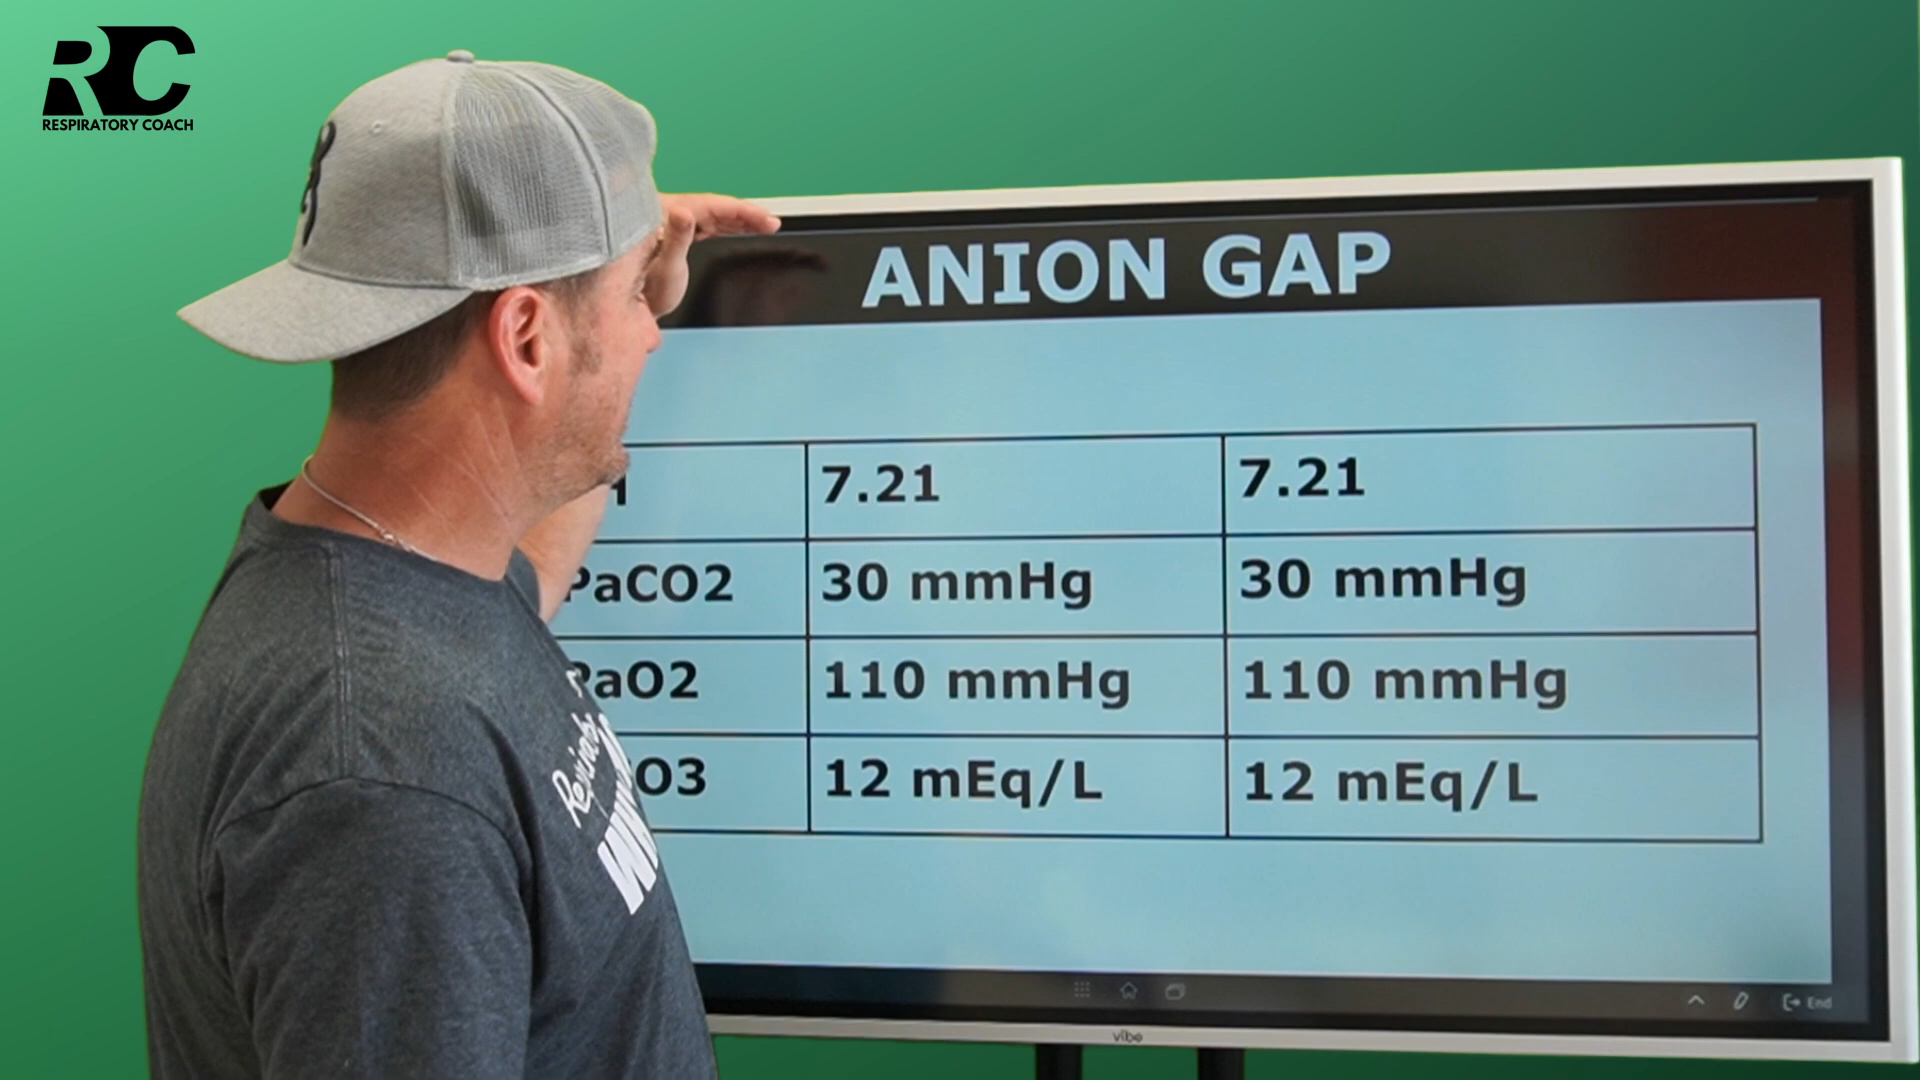 RC
RESPIRATORY COACH
ANION GAP
7.21 7.21
PaCO2 30 mmHg 30 mmHg
PaO2 110 mmHg 110 mmHg
O3 12 mEq/L 12 mEq/L
End
vibe